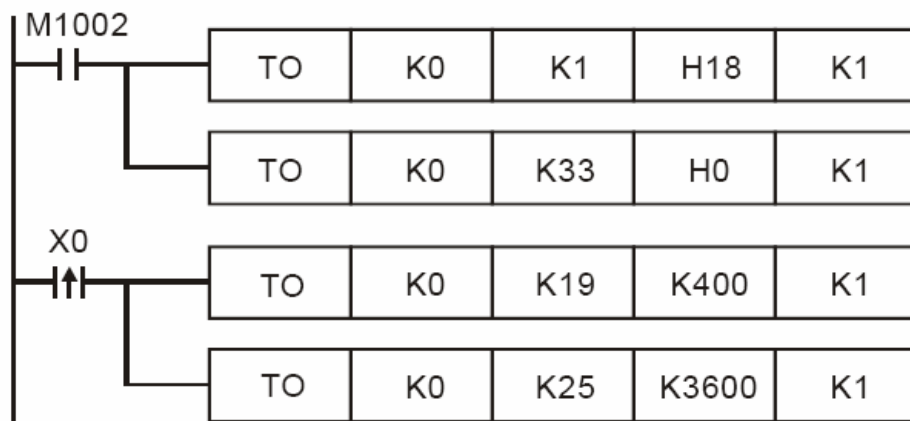 M1002
TO K0 K1 H18 K1
TO K0 K33 H0 K1
X0
TO K0 K19 K400 K1
TO K0 K25 K3600 K1